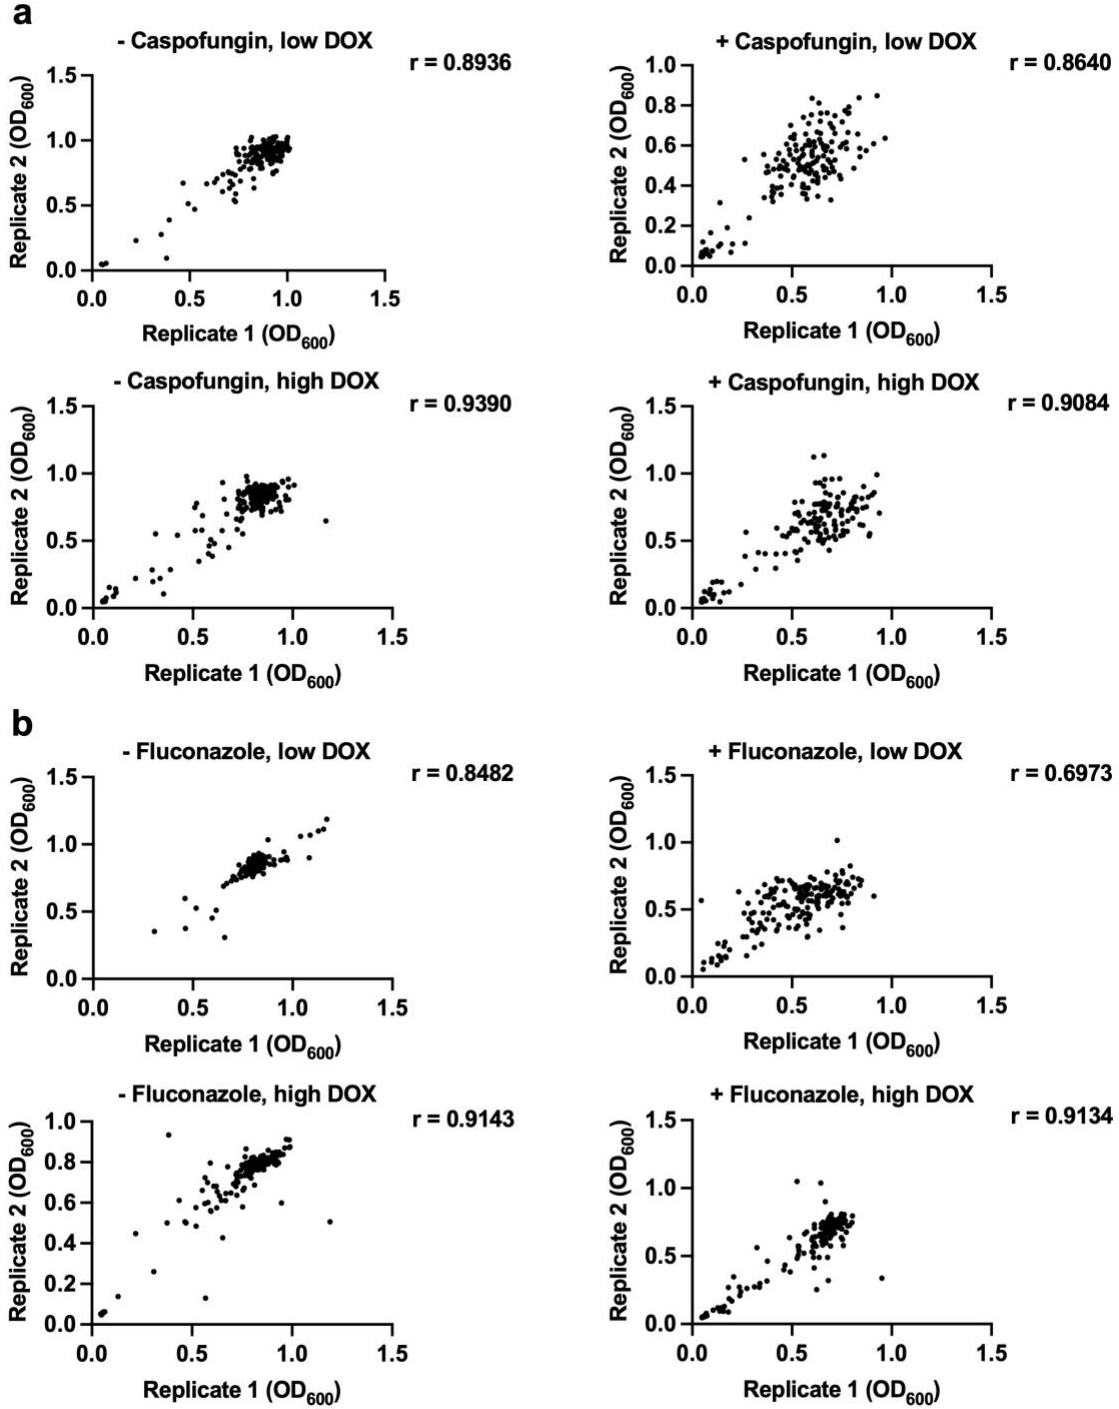 a
- Caspofungin, low DOX
r = 0.8936
Replicate 2 (OD600)
1.5
1.0
0.5
0.0
0.0 0.5 1.0 1.5
Replicate 1 (OD600)
+ Caspofungin, low DOX
r = 0.8640
Replicate 2 (OD600)
1.0
0.8
0.6
0.4
0.2
0.0
0.0 0.5 1.0 1.5
Replicate 1 (OD600)
- Caspofungin, high DOX
r = 0.9390
Replicate 2 (OD600)
1.5
1.0
0.5
0.0
0.0 0.5 1.0 1.5
Replicate 1 (OD600)
+ Caspofungin, high DOX
r = 0.9084
Replicate 2 (OD600)
1.5
1.0
0.5
0.0
0.0 0.5 1.0 1.5
Replicate 1 (OD600)
b
- Fluconazole, low DOX
r = 0.8482
Replicate 2 (OD600)
1.5
1.0
0.5
0.0
0.0 0.5 1.0 1.5
Replicate 1 (OD600)
+ Fluconazole, low DOX
r = 0.6973
Replicate 2 (OD600)
1.5
1.0
0.5
0.0
0.0 0.5 1.0 1.5
Replicate 1 (OD600)
- Fluconazole, high DOX
r = 0.9143
Replicate 2 (OD600)
1.0
0.8
0.6
0.4
0.2
0.0
0.0 0.5 1.0 1.5
Replicate 1 (OD600)
+ Fluconazole, high DOX
r = 0.9134
Replicate 2 (OD600)
1.5
1.0
0.5
0.0
0.0 0.5 1.0 1.5
Replicate 1 (OD600)